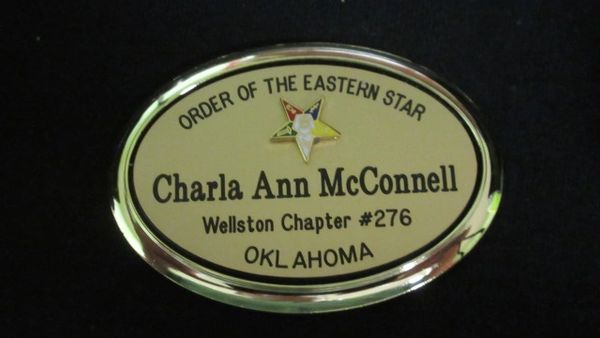 ORDER OF THE EASTERN STAR
Charla Ann McConnell
Wellston Chapter #276
OKLAHOMA